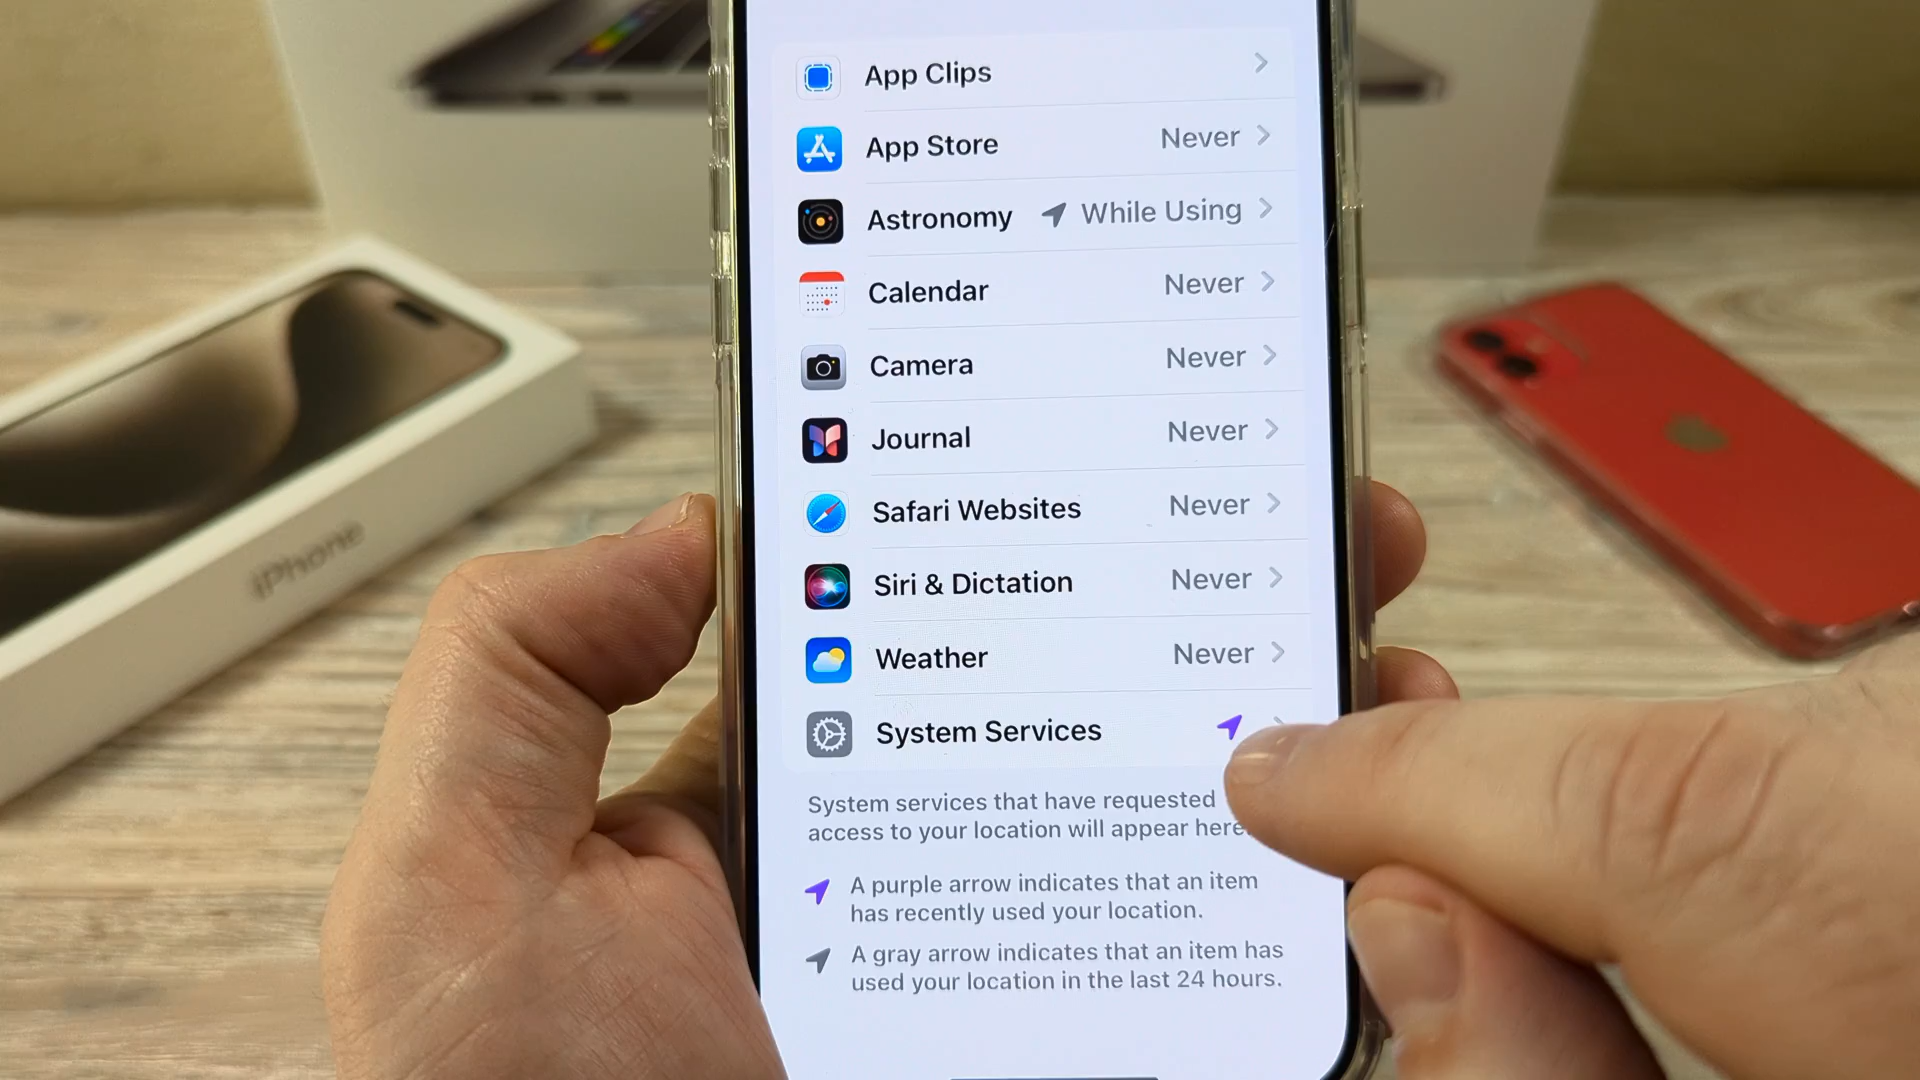 App Clips
App Store Never
Astronomy While Using
Calendar Never
Camera Never
Journal Never
Safari Websites Never
Siri & Dictation Never
Weather Never
System Services
System services that have requested
access to your location will appear here.
A purple arrow indicates that an item
has recently used your location.
A gray arrow indicates that an item has
used your location in the last 24 hours.
iPhone